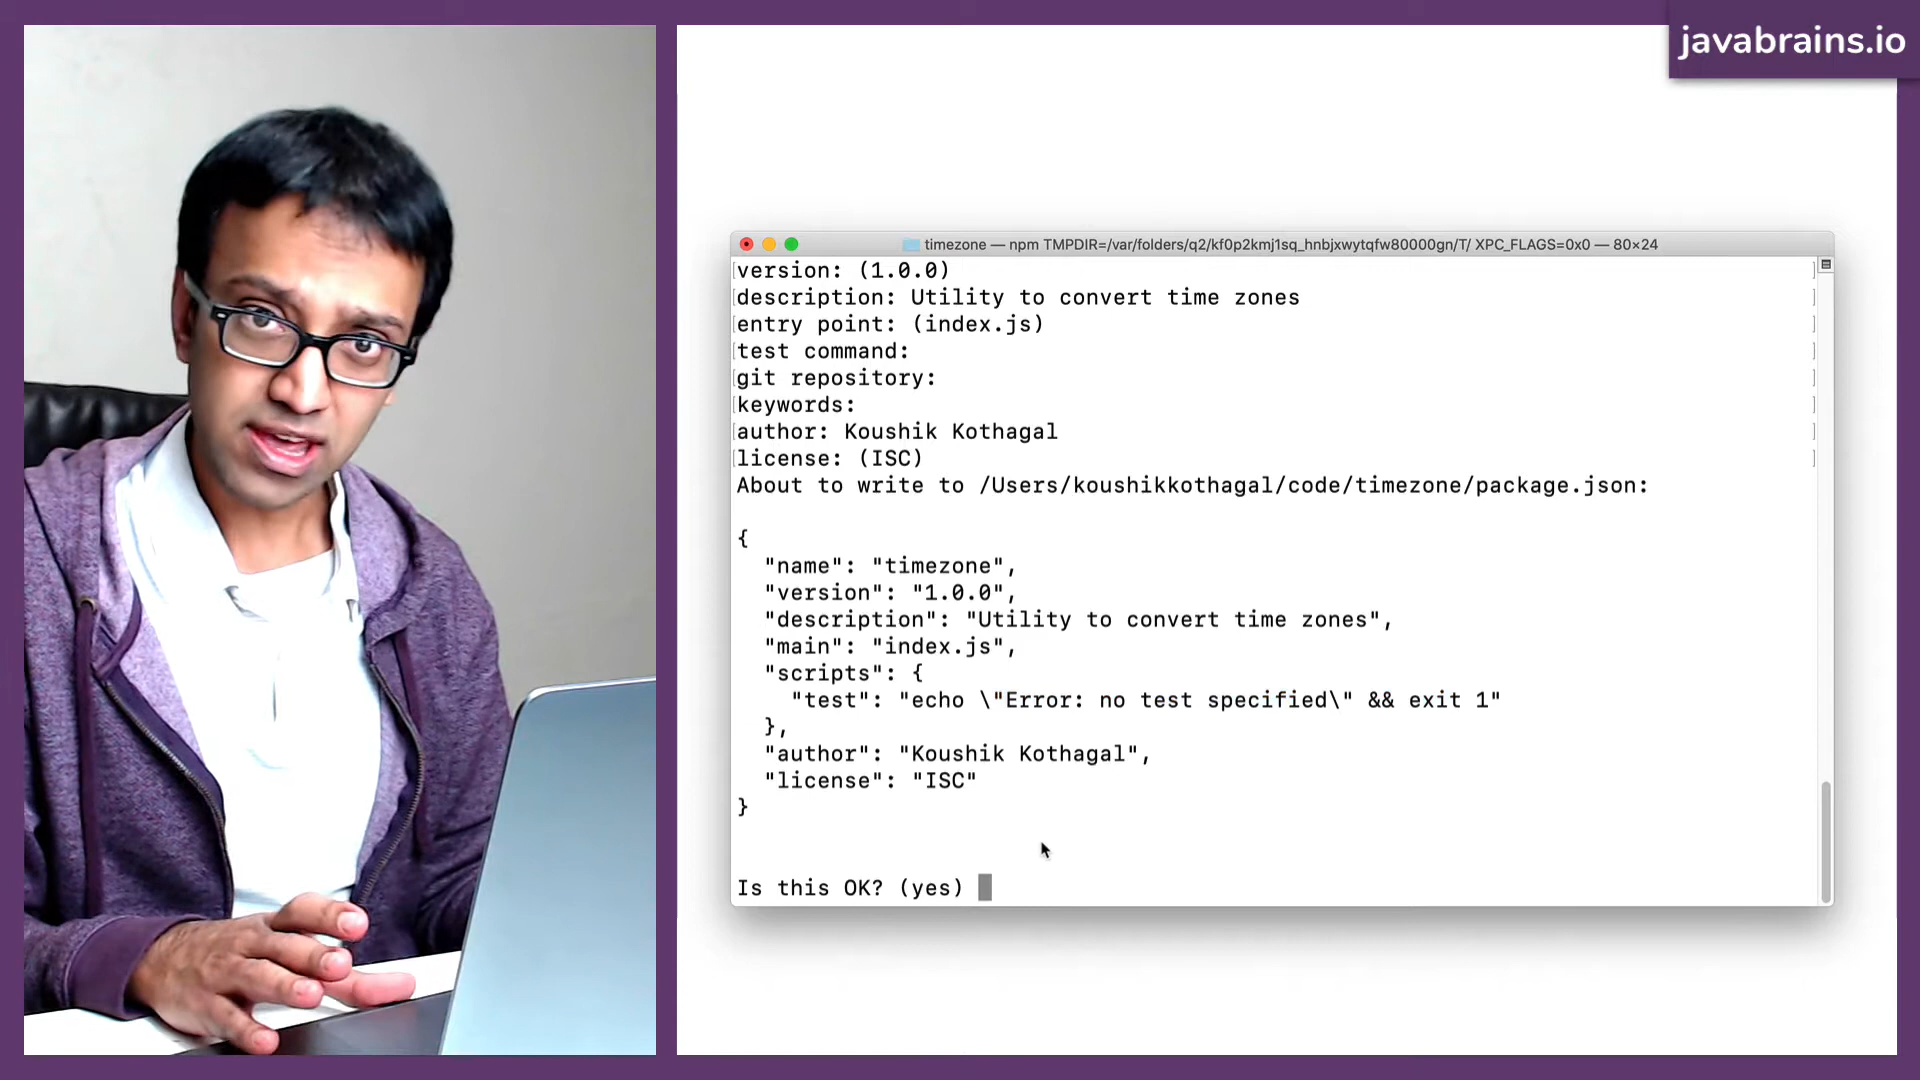 javabrains.io
timezone — npm TMPDIR=/var/folders/q2/kf0p2kmj1sq_hnbjxwytqfw80000gn/T/ XPC_FLAGS=0x0 — 80×24
[version: (1.0.0) ]
[description: Utility to convert time zones ]
[entry point: (index.js) ]
[test command: ]
[git repository: ]
[keywords: ]
[author: Koushik Kothagal ]
[license: (ISC) ]
About to write to /Users/koushikkothagal/code/timezone/package.json:
{
"name": "timezone",
"version": "1.0.0",
"description": "Utility to convert time zones",
"main": "index.js",
"scripts": {
"test": "echo \"Error: no test specified\" && exit 1"
},
"author": "Koushik Kothagal",
"license": "ISC"
}
Is this OK? (yes)